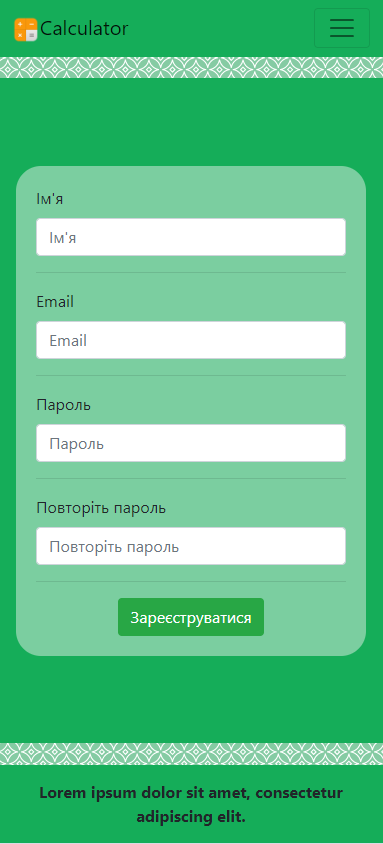 Calculator
Ім'я
Ім'я
Email
Email
Пароль
Пароль
Повторіть пароль
Повторіть пароль
Зареєструватися
Lorem ipsum dolor sit amet, consectetur
adipiscing elit.